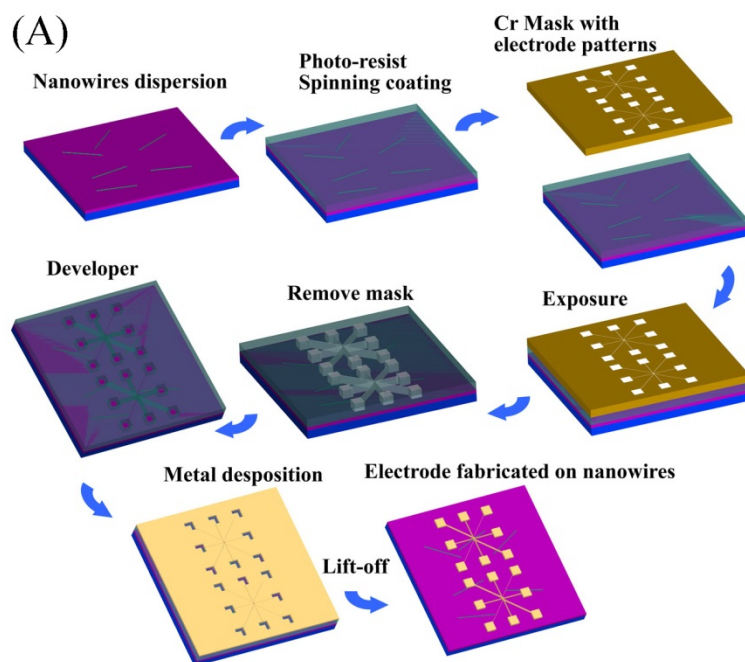 (A)
Nanowires dispersion
Photo-resist
Spinning coating
Cr Mask with
electrode patterns
Developer
Remove mask
Exposure
Metal desposition
Electrode fabricated on nanowires
Lift-off